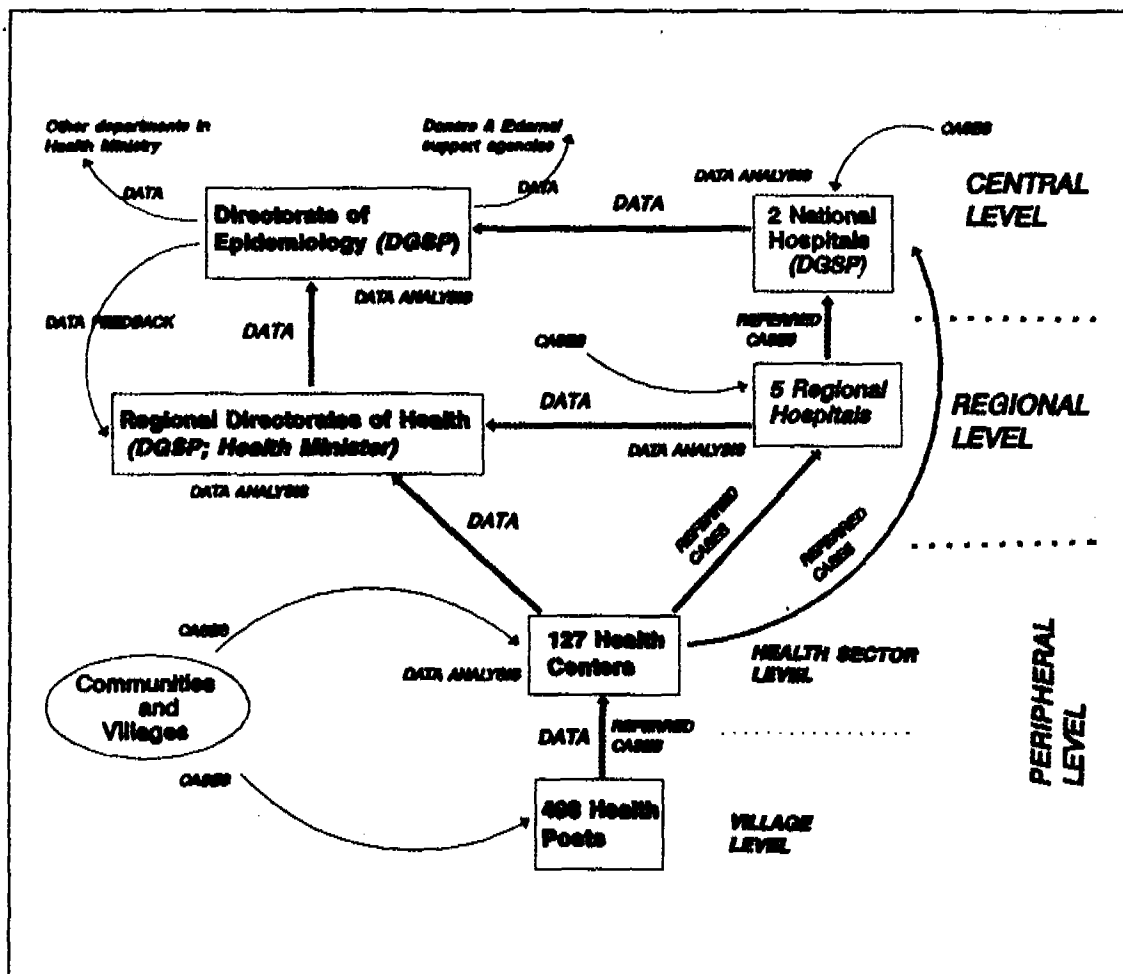 Other departments in
Health Ministry
DATA
Donors & External
support agencies
DATA
CASES
DATA ANALYSIS
CENTRAL
LEVEL
Directorate of
Epidemiology (DGSP)
DATA
2 National
Hospitals
(DGSP)
DATA ANALYSIS
DATA FEEDBACK
DATA
REFERRED
CASES
CASES
5 Regional
Hospitals
REGIONAL
LEVEL
Regional Directorates of Health
(DGSP; Health Minister)
DATA
DATA ANALYSIS
DATA ANALYSIS
DATA
REFERRED
CASES
REFERRED
CASES
CASES
127 Health
Centers
DATA ANALYSIS
HEALTH SECTOR
LEVEL
Communities
and
Villages
DATA
REFERRED
CASES
PERIPHERAL
LEVEL
CASES
Health
Posts
VILLAGE
LEVEL